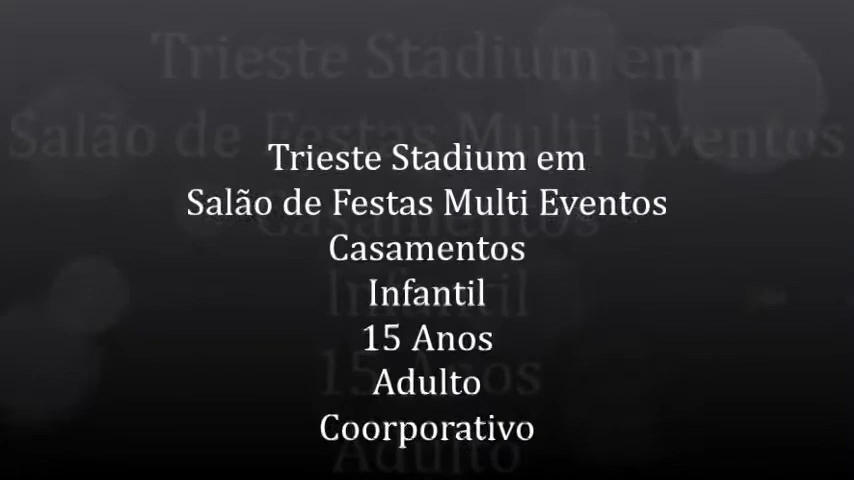 Trieste Stadium em
Salão de Festas Multi Eventos
Casamentos
Infantil
15 Anos
Adulto
Coorporativo